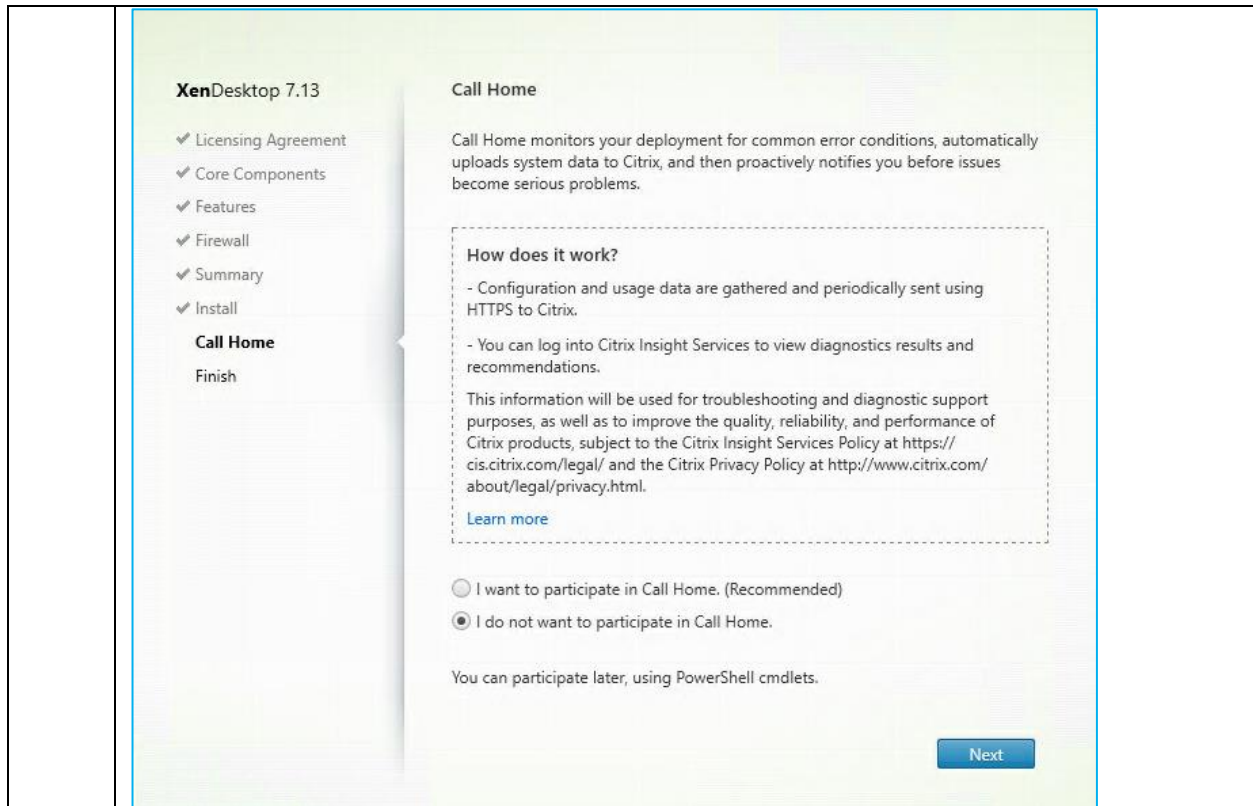 XenDesktop 7.13
Licensing Agreement
Core Components
Features
Firewall
Summary
Install
Call Home
Finish
Call Home
Call Home monitors your deployment for common error conditions, automatically
uploads system data to Citrix, and then proactively notifies you before issues
become serious problems.
How does it work?
- Configuration and usage data are gathered and periodically sent using
HTTPS to Citrix.
- You can log into Citrix Insight Services to view diagnostics results and
recommendations.
This information will be used for troubleshooting and diagnostic support
purposes, as well as to improve the quality, reliability, and performance of
Citrix products, subject to the Citrix Insight Services Policy at https://
cis.citrix.com/legal/ and the Citrix Privacy Policy at http://www.citrix.com/
about/legal/privacy.html.
Learn more
I want to participate in Call Home. (Recommended)
I do not want to participate in Call Home.
You can participate later, using PowerShell cmdlets.
Next